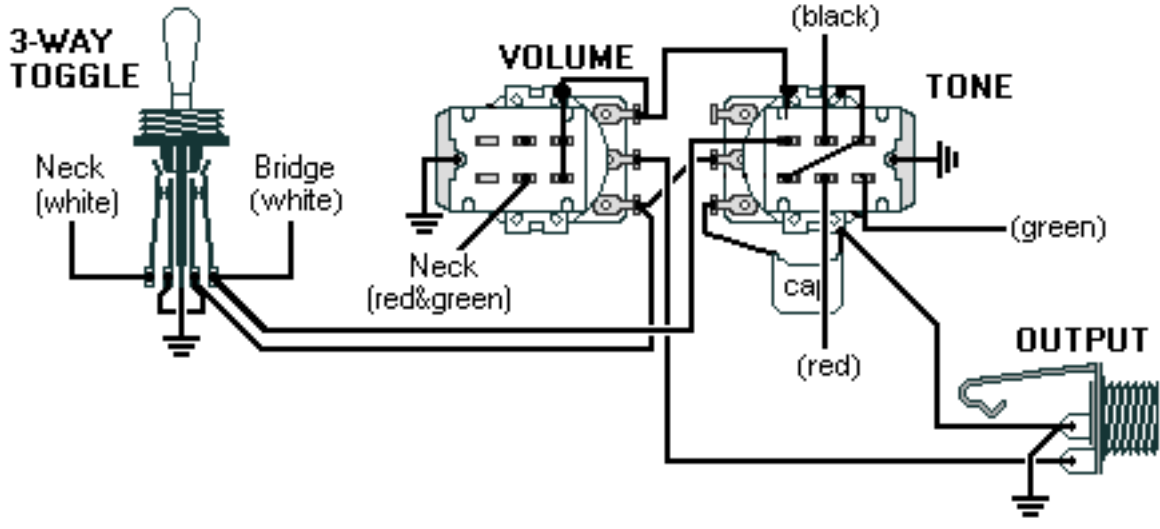 3-WAY
TOGGLE
VOLUME
(black)
TONE
Neck
(white)
Bridge
(white)
Neck
(red&green)
(green)
cap
(red)
OUTPUT